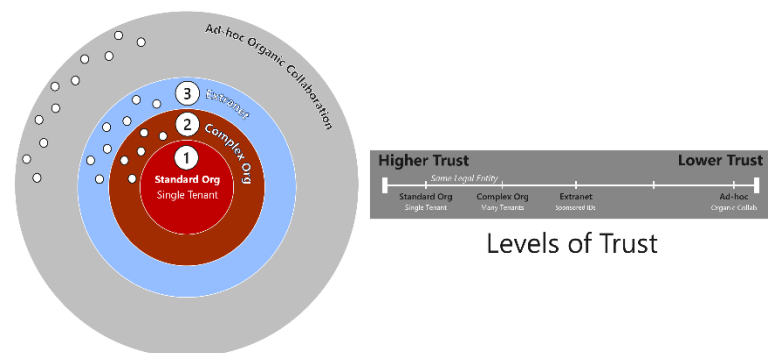 Ad-hoc Organic Collaboration
3
Extranet
2
Complex Org
1
Standard Org
Single Tenant
Higher Trust
Lower Trust
Same Legal Entity
Standard Org
Single Tenant
Complex Org
Many Tenants
Extranet
Sponsored IDs
Ad-hoc
Organic Collab
Levels of Trust